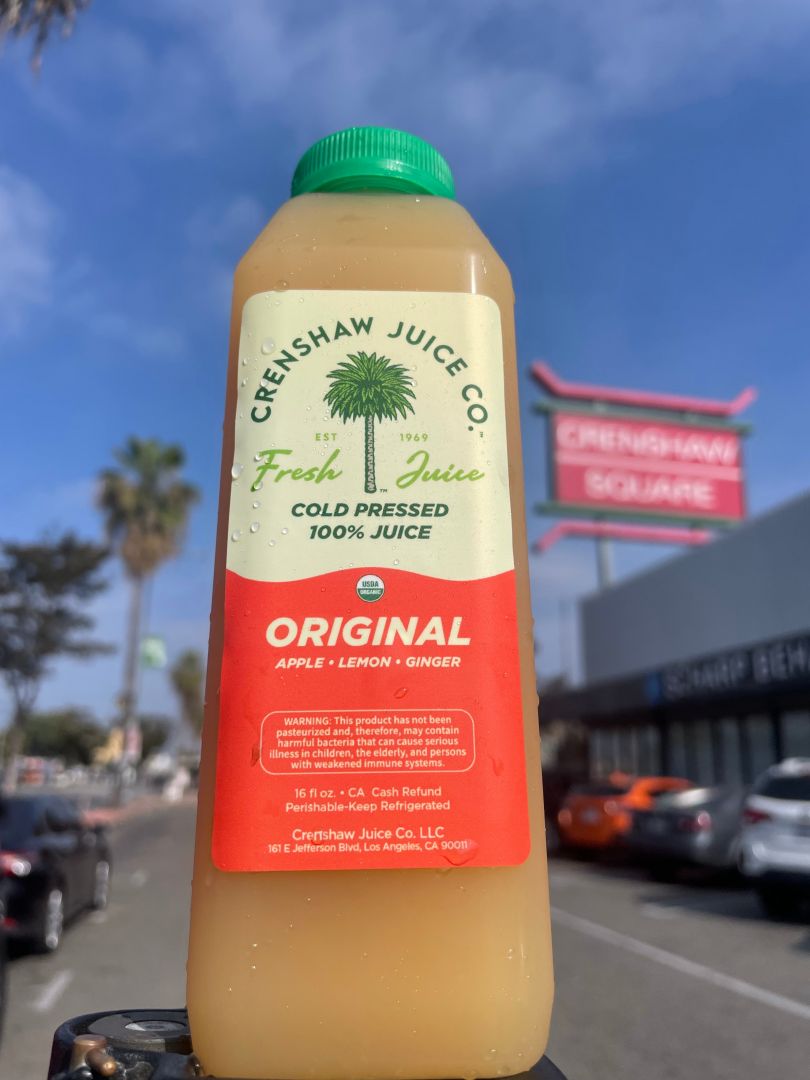 CRENSHAW JUICE CO.
EST 1969
Fresh Juice
TM
COLD PRESSED
100% JUICE
USDA
ORGANIC
ORIGINAL
APPLE • LEMON • GINGER
WARNING: This product has not been
pasteurized and, therefore, may contain
harmful bacteria that can cause serious
illness in children, the elderly, and persons
with weakened immune systems.
16 fl oz. • CA Cash Refund
Perishable-Keep Refrigerated
Crenshaw Juice Co. LLC
161 E Jefferson Blvd, Los Angeles, CA 90011
CRENSHAW
SQUARE
SCHARP BEH